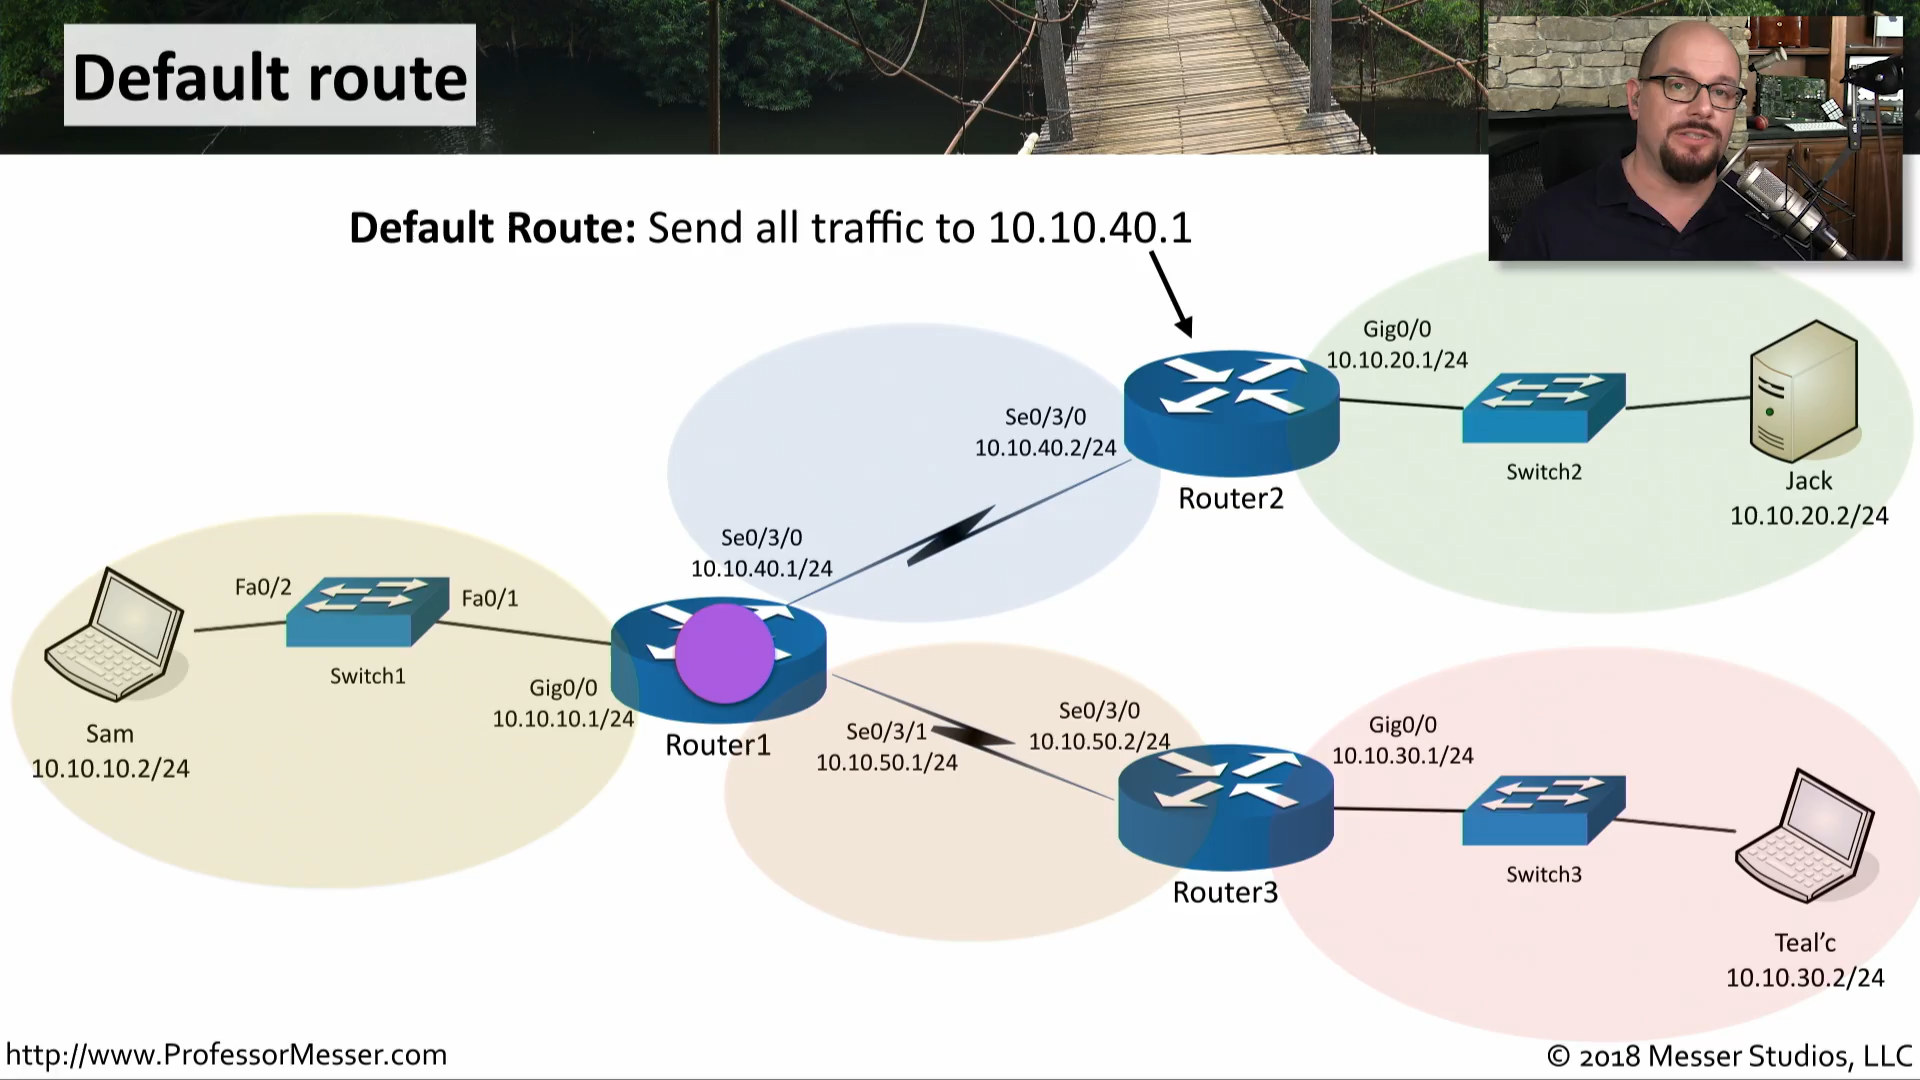 Default route
Default Route: Send all traffic to 10.10.40.1
Gig0/0
10.10.20.1/24
Se0/3/0
10.10.40.2/24
Switch2
Jack
10.10.20.2/24
Router2
Se0/3/0
10.10.40.1/24
Fa0/2
Fa0/1
Switch1
Gig0/0
10.10.10.1/24
Sam
10.10.10.2/24
Router1
Se0/3/1
10.10.50.1/24
Se0/3/0
10.10.50.2/24
Gig0/0
10.10.30.1/24
Router3
Switch3
Teal’c
10.10.30.2/24
http://www.ProfessorMesser.com
© 2018 Messer Studios, LLC